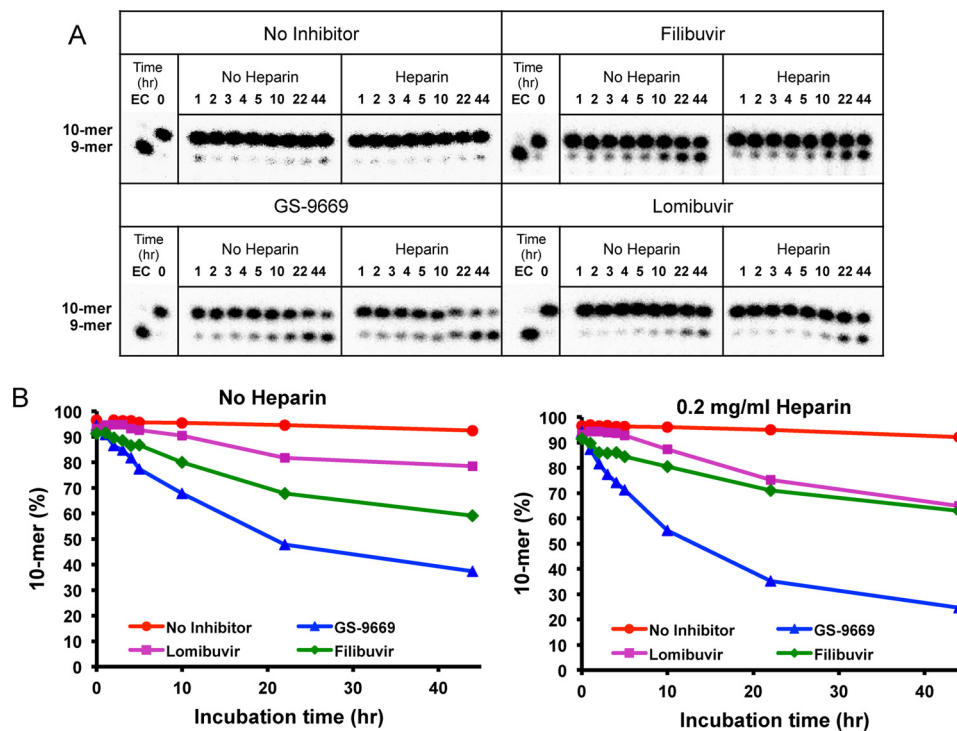 A
No Inhibitor Filibuvir
Time (hr) No Heparin Heparin Time (hr) No Heparin Heparin
EC 0 1 2 3 4 5 10 22 44 1 2 3 4 5 10 22 44 EC 0 1 2 3 4 5 10 22 44 1 2 3 4 5 10 22 44
10-mer
9-mer
GS-9669 Lomibuvir
Time (hr) No Heparin Heparin Time (hr) No Heparin Heparin
EC 0 1 2 3 4 5 10 22 44 1 2 3 4 5 10 22 44 EC 0 1 2 3 4 5 10 22 44 1 2 3 4 5 10 22 44
10-mer
9-mer
B
No Heparin
10-mer (%)
100
90
80
70
60
50
40
30
20
10
0
No Inhibitor GS-9669
Lomibuvir Filibuvir
0 10 20 30 40
Incubation time (hr)
0.2 mg/ml Heparin
10-mer (%)
100
90
80
70
60
50
40
30
20
10
0
No Inhibitor GS-9669
Lomibuvir Filibuvir
0 10 20 30 40
Incubation time (hr)